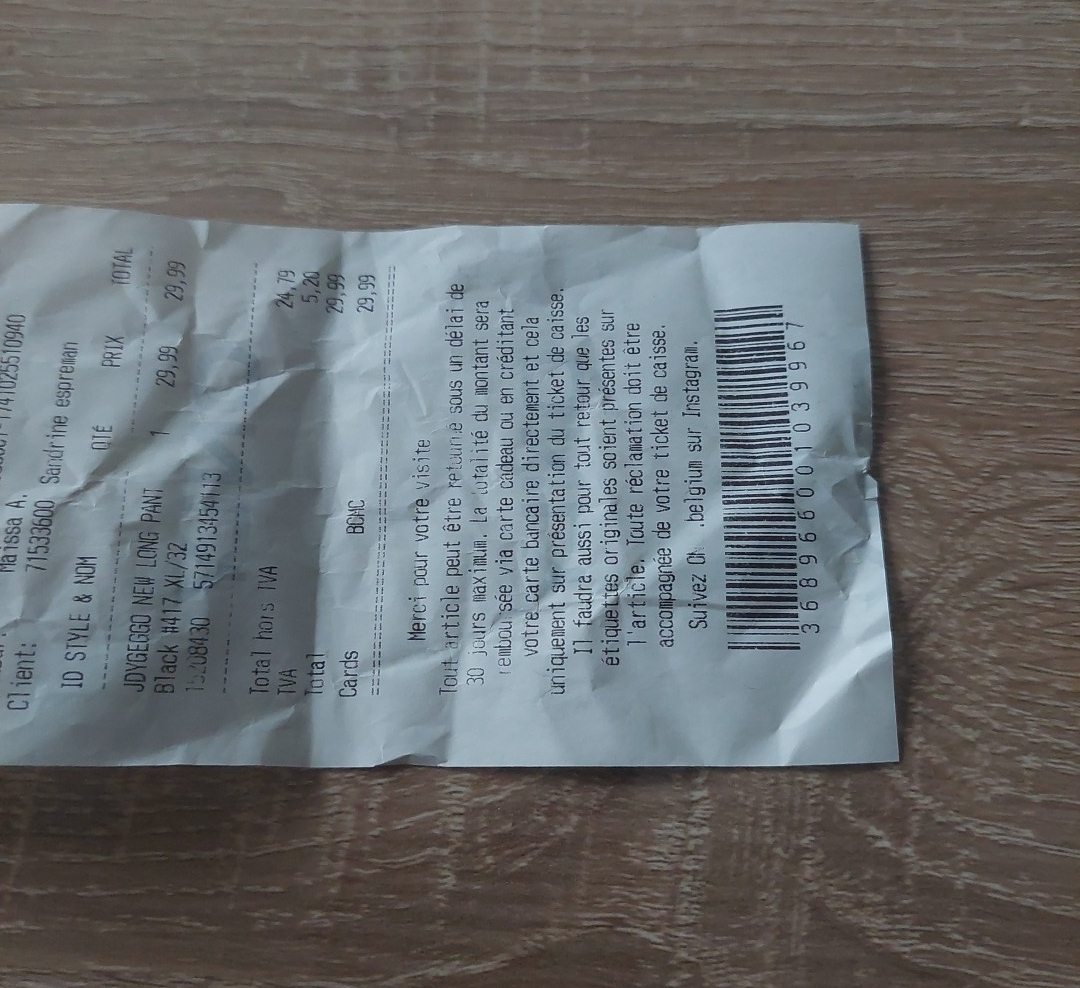 Maïssa A.
Client: 71533600 Sandrine espreman
ID STYLE & NOM QTÉ PRIX TOTAL
JDYGEGGO NEW LONG PANT
Black #417 XL/32 1 29,99 29,99
15208430 5714913454113
Total hors TVA 24,79
TVA 5,20
Total 29,99
Cards BCMC 29,99
Merci pour votre visite
Tout article peut être retourné sous un délai de
30 jours maximum. La totalité du montant sera
remboursée via carte cadeau ou en créditant
votre carte bancaire directement et cela
uniquement sur présentation du ticket de caisse.
Il faudra aussi pour tout retour que les
étiquettes originales soient présentes sur
l'article. Toute réclamation doit être
accompagnée de votre ticket de caisse.
Suivez .belgium sur Instagram.
368966001039967